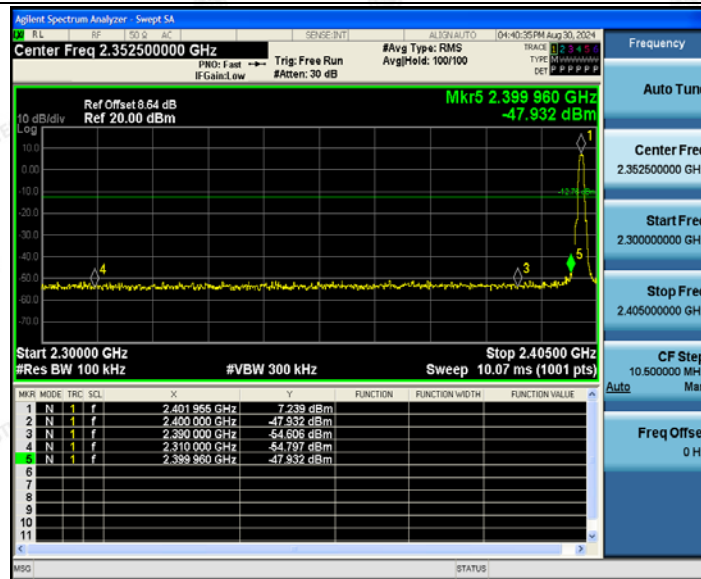 Agilent Spectrum Analyzer - Swept SA
RL RF 50 Ω AC SENSE:INT ALIGNAUTO 04:40:35PM Aug 30, 2024
Center Freq 2.352500000 GHz
PNO: Fast
IFGain:Low
Trig: Free Run
#Atten: 30 dB
#Avg Type: RMS
Avg|Hold: 100/100
TRACE 1 2 3 4 5 6
TYPE M
DET P P P P P P
Ref Offset 8.64 dB
10 dB/div Ref 20.00 dBm
Mkr5 2.399 960 GHz
-47.932 dBm
Log
10.0
0.00
-10.0
-20.0
-30.0
-40.0
-50.0
-60.0
-70.0
1
4
3
5
Start 2.30000 GHz Stop 2.40500 GHz
#Res BW 100 kHz #VBW 300 kHz Sweep 10.07 ms (1001 pts)
MKR MODE TRC SCL X Y FUNCTION FUNCTION WIDTH FUNCTION VALUE
1 N 1 f 2.401 955 GHz 7.239 dBm
2 N 1 f 2.400 000 GHz -47.932 dBm
3 N 1 f 2.390 000 GHz -54.606 dBm
4 N 1 f 2.310 000 GHz -54.797 dBm
5 N 1 f 2.399 960 GHz -47.932 dBm
6
7
8
9
10
11
MSG STATUS
Frequency
Auto Tun
Center Fre
2.352500000 GH
Start Fre
2.300000000 GH
Stop Fre
2.405000000 GH
CF Step
10.500000 MH
Auto Ma
Freq Offse
0 H